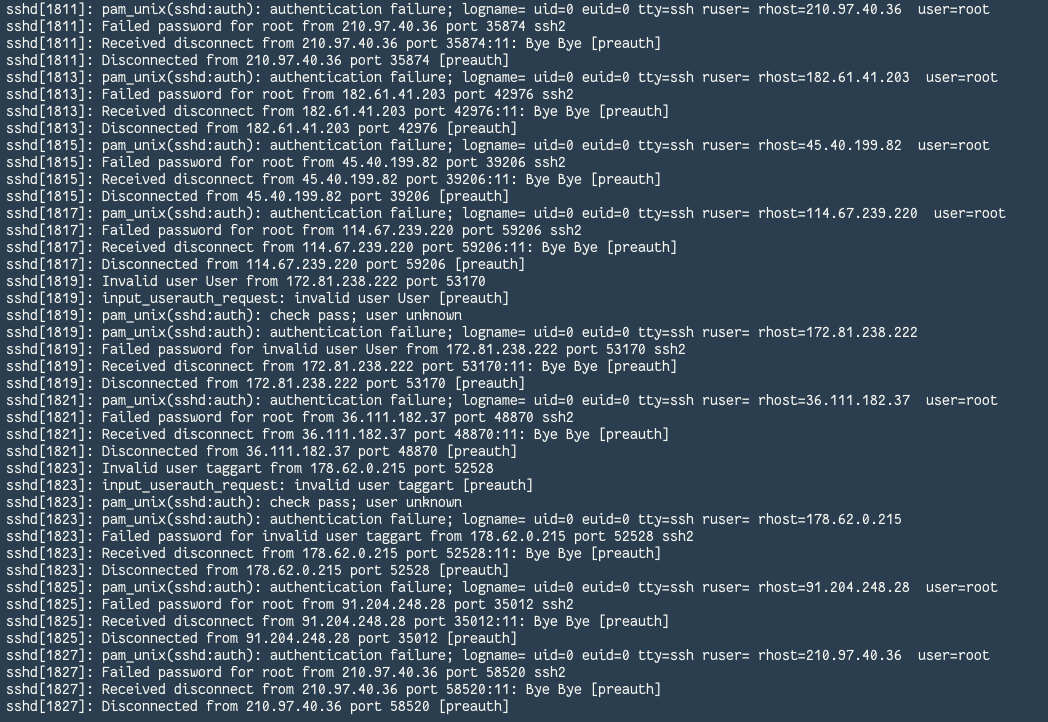 sshd[1811]: pam_unix(sshd:auth): authentication failure; logname= uid=0 euid=0 tty=ssh ruser= rhost=210.97.40.36  user=root
sshd[1811]: Failed password for root from 210.97.40.36 port 35874 ssh2
sshd[1811]: Received disconnect from 210.97.40.36 port 35874:11: Bye Bye [preauth]
sshd[1811]: Disconnected from 210.97.40.36 port 35874 [preauth]
sshd[1813]: pam_unix(sshd:auth): authentication failure; logname= uid=0 euid=0 tty=ssh ruser= rhost=182.61.41.203  user=root
sshd[1813]: Failed password for root from 182.61.41.203 port 42976 ssh2
sshd[1813]: Received disconnect from 182.61.41.203 port 42976:11: Bye Bye [preauth]
sshd[1813]: Disconnected from 182.61.41.203 port 42976 [preauth]
sshd[1815]: pam_unix(sshd:auth): authentication failure; logname= uid=0 euid=0 tty=ssh ruser= rhost=45.40.199.82  user=root
sshd[1815]: Failed password for root from 45.40.199.82 port 39206 ssh2
sshd[1815]: Received disconnect from 45.40.199.82 port 39206:11: Bye Bye [preauth]
sshd[1815]: Disconnected from 45.40.199.82 port 39206 [preauth]
sshd[1817]: pam_unix(sshd:auth): authentication failure; logname= uid=0 euid=0 tty=ssh ruser= rhost=114.67.239.220  user=root
sshd[1817]: Failed password for root from 114.67.239.220 port 59206 ssh2
sshd[1817]: Received disconnect from 114.67.239.220 port 59206:11: Bye Bye [preauth]
sshd[1817]: Disconnected from 114.67.239.220 port 59206 [preauth]
sshd[1819]: Invalid user User from 172.81.238.222 port 53170
sshd[1819]: input_userauth_request: invalid user User [preauth]
sshd[1819]: pam_unix(sshd:auth): check pass; user unknown
sshd[1819]: pam_unix(sshd:auth): authentication failure; logname= uid=0 euid=0 tty=ssh ruser= rhost=172.81.238.222
sshd[1819]: Failed password for invalid user User from 172.81.238.222 port 53170 ssh2
sshd[1819]: Received disconnect from 172.81.238.222 port 53170:11: Bye Bye [preauth]
sshd[1819]: Disconnected from 172.81.238.222 port 53170 [preauth]
sshd[1821]: pam_unix(sshd:auth): authentication failure; logname= uid=0 euid=0 tty=ssh ruser= rhost=36.111.182.37  user=root
sshd[1821]: Failed password for root from 36.111.182.37 port 48870 ssh2
sshd[1821]: Received disconnect from 36.111.182.37 port 48870:11: Bye Bye [preauth]
sshd[1821]: Disconnected from 36.111.182.37 port 48870 [preauth]
sshd[1823]: Invalid user taggart from 178.62.0.215 port 52528
sshd[1823]: input_userauth_request: invalid user taggart [preauth]
sshd[1823]: pam_unix(sshd:auth): check pass; user unknown
sshd[1823]: pam_unix(sshd:auth): authentication failure; logname= uid=0 euid=0 tty=ssh ruser= rhost=178.62.0.215
sshd[1823]: Failed password for invalid user taggart from 178.62.0.215 port 52528 ssh2
sshd[1823]: Received disconnect from 178.62.0.215 port 52528:11: Bye Bye [preauth]
sshd[1823]: Disconnected from 178.62.0.215 port 52528 [preauth]
sshd[1825]: pam_unix(sshd:auth): authentication failure; logname= uid=0 euid=0 tty=ssh ruser= rhost=91.204.248.28  user=root
sshd[1825]: Failed password for root from 91.204.248.28 port 35012 ssh2
sshd[1825]: Received disconnect from 91.204.248.28 port 35012:11: Bye Bye [preauth]
sshd[1825]: Disconnected from 91.204.248.28 port 35012 [preauth]
sshd[1827]: pam_unix(sshd:auth): authentication failure; logname= uid=0 euid=0 tty=ssh ruser= rhost=210.97.40.36  user=root
sshd[1827]: Failed password for root from 210.97.40.36 port 58520 ssh2
sshd[1827]: Received disconnect from 210.97.40.36 port 58520:11: Bye Bye [preauth]
sshd[1827]: Disconnected from 210.97.40.36 port 58520 [preauth]